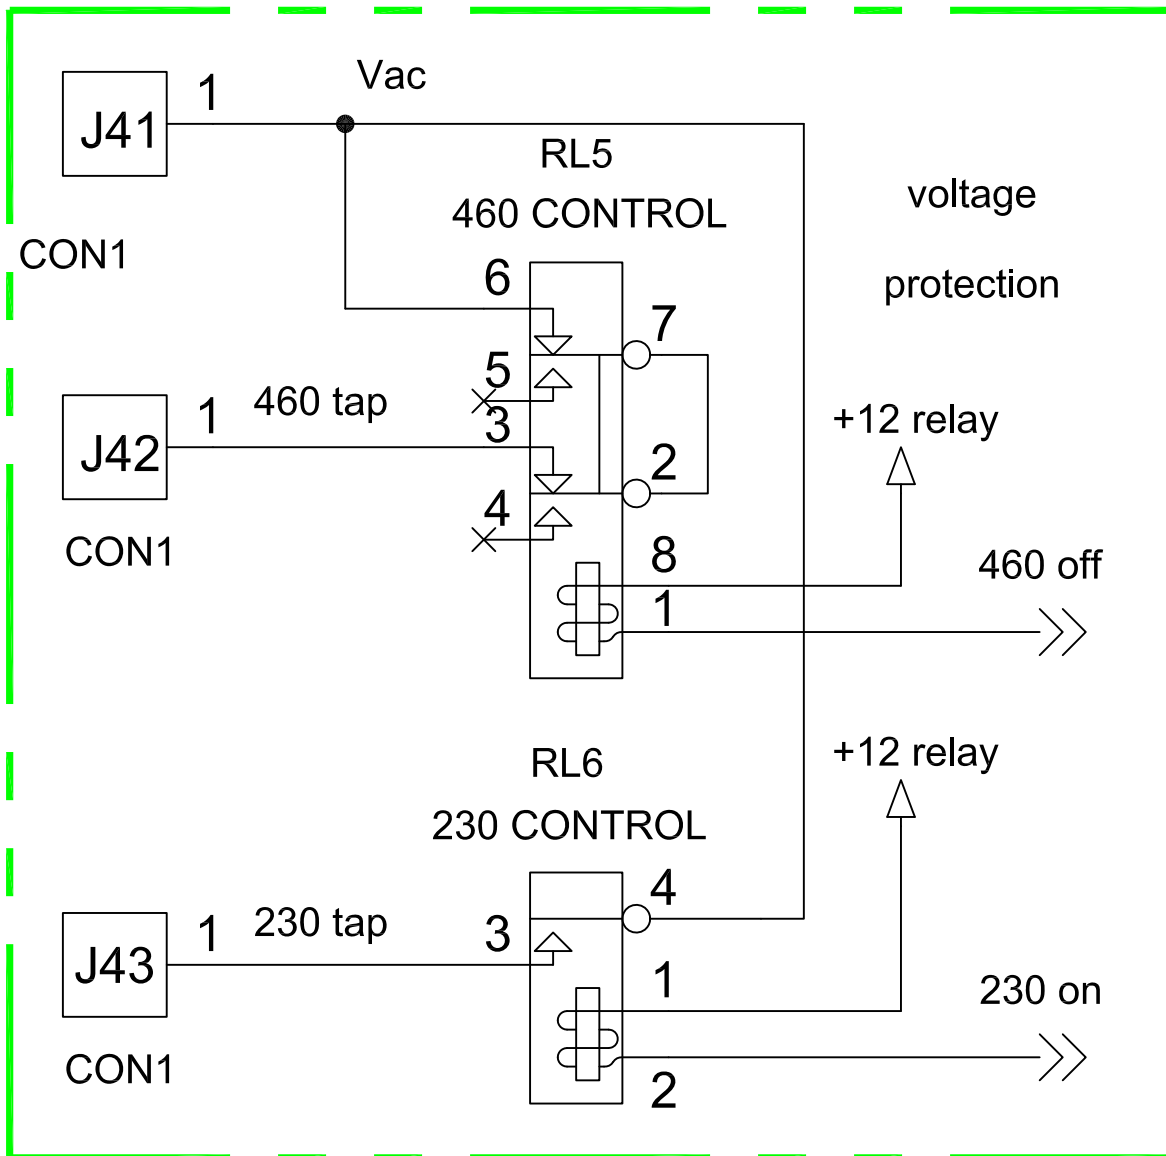 Vac
1
J41
RL5
460 CONTROL
voltage
protection
CON1
6
7
5
460 tap
1
3
+12 relay
J42
2
4
CON1
8
460 off
1
RL6
+12 relay
230 CONTROL
4
1
230 tap
3
J43
1
230 on
CON1
2